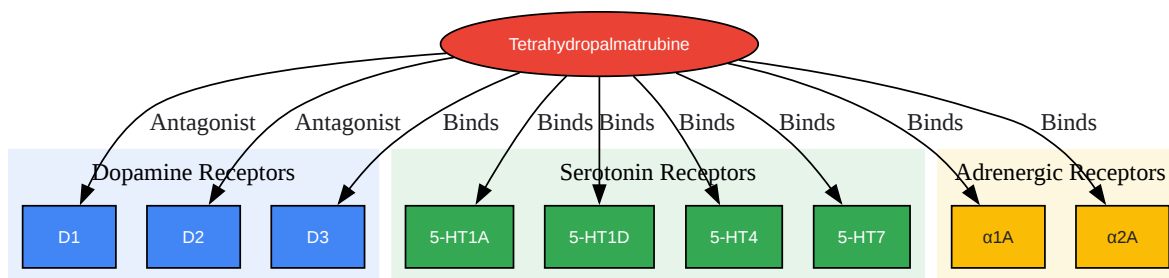 Tetrahydropalmatrubine
Antagonist Antagonist Binds Binds Binds Binds Binds Binds Binds
Dopamine Receptors Serotonin Receptors Adrenergic Receptors
D1 D2 D3 5-HT1A 5-HT1D 5-HT4 5-HT7 α1A α2A